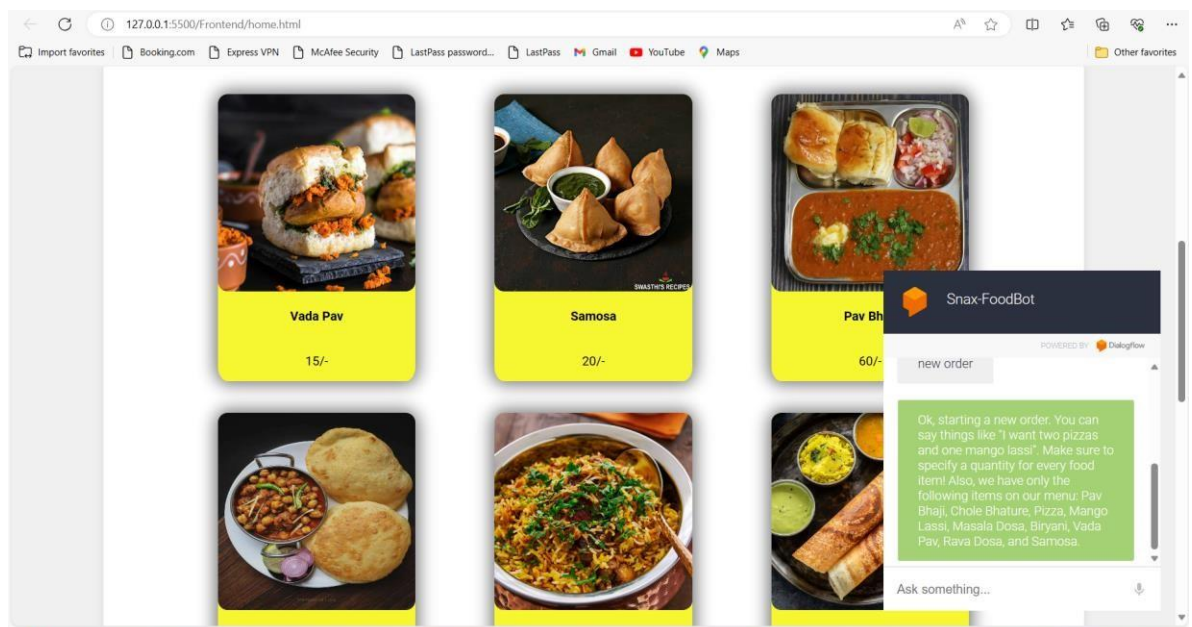 127.0.0.1:5500/Frontend/home.html
Import favorites Booking.com Express VPN McAfee Security LastPass password... LastPass Gmail YouTube Maps Other favorites
SWASTHI'S RECIPES
Vada Pav Samosa Pav Bh
15/- 20/- 60/-
Snax-FoodBot
POWERED BY Dialogflow
new order
Ok, starting a new order. You can
say things like "I want two pizzas
and one mango lassi". Make sure to
specify a quantity for every food
item! Also, we have only the
following items on our menu: Pav
Bhaji, Chole Bhature, Pizza, Mango
Lassi, Masala Dosa, Biryani, Vada
Pav, Rava Dosa, and Samosa.
Ask something...